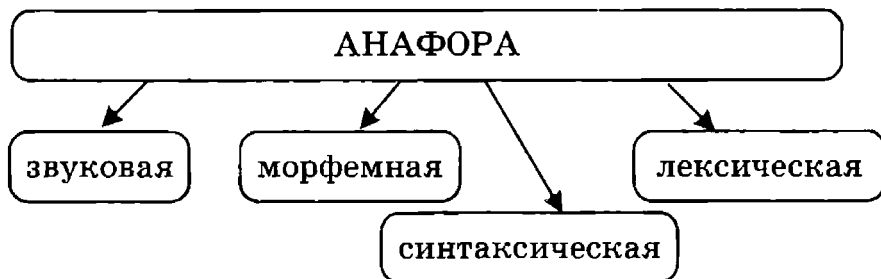 АНАФОРА
звуковая морфемная лексическая
синтаксическая